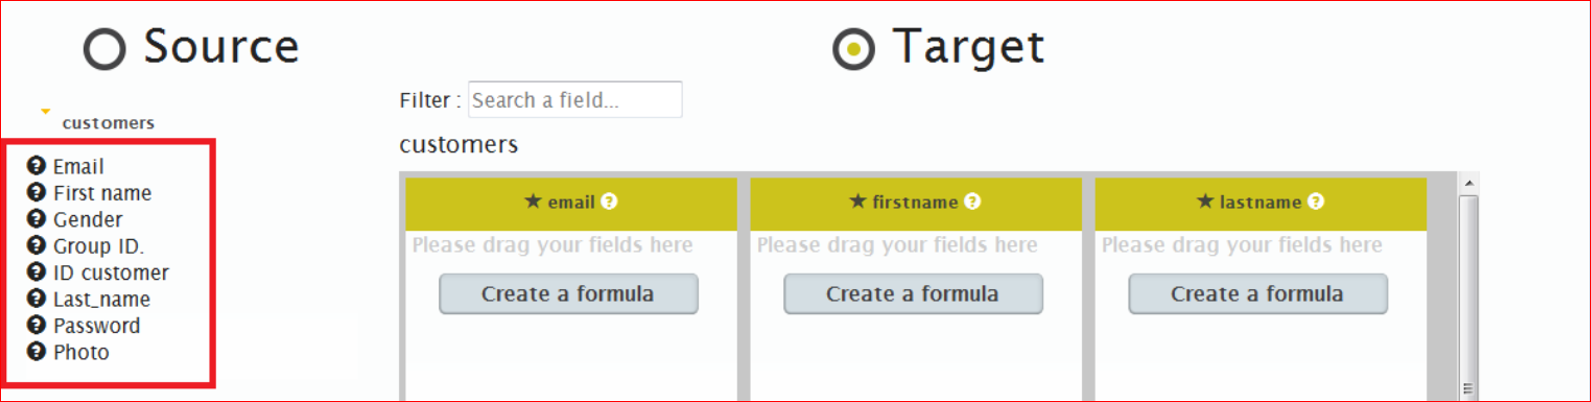 Source
Target
Filter : Search a field...
customers
customers
Email
First name
Gender
Group ID.
ID customer
Last_name
Password
Photo
★ email ?
★ firstname ?
★ lastname ?
Please drag your fields here
Please drag your fields here
Please drag your fields here
Create a formula
Create a formula
Create a formula